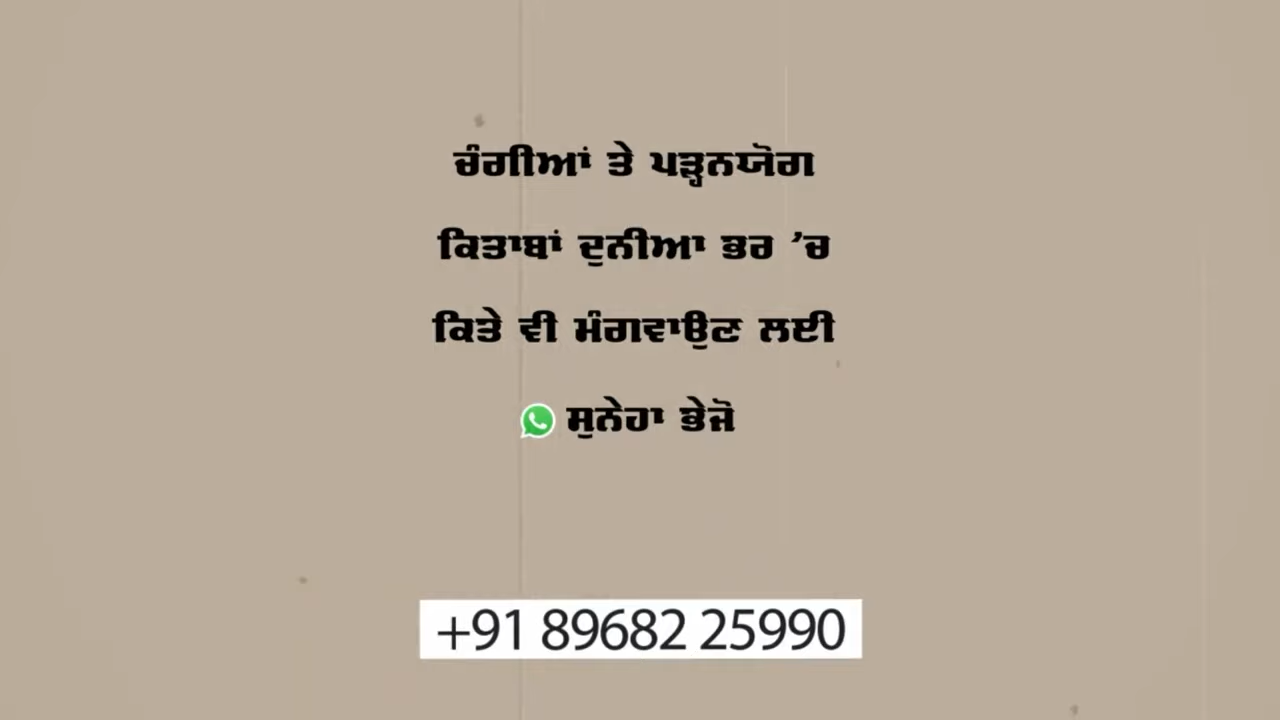 ਚੰਗੀਆਂ ਤੇ ਪੜ੍ਹਨਯੋਗ
ਕਿਤਾਬਾਂ ਦੁਨੀਆ ਭਰ ’ਚ
ਕਿਤੇ ਵੀ ਮੰਗਵਾਉਣ ਲਈ
ਸੁਨੇਹਾ ਭੇਜੋ
+91 89682 25990